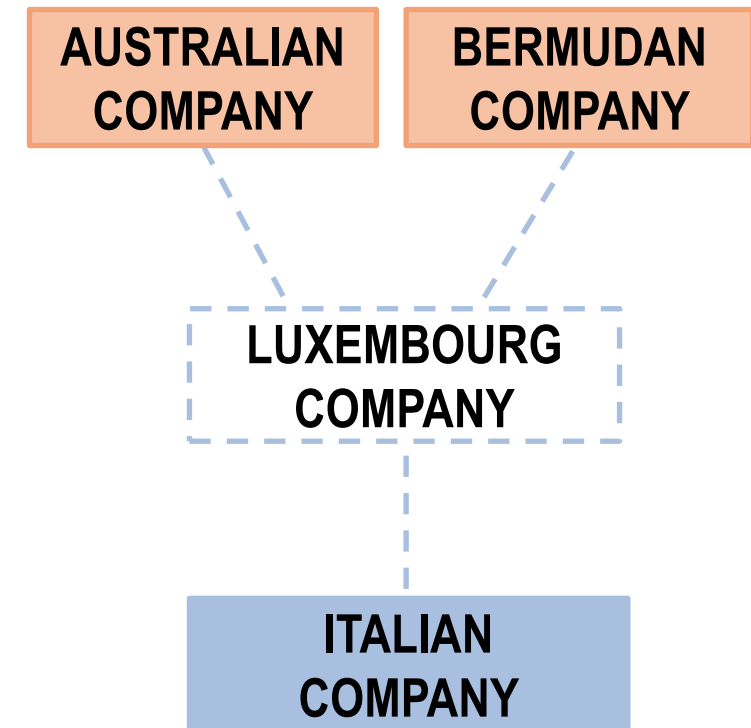 AUSTRALIAN
COMPANY
BERMUDAN
COMPANY
LUXEMBOURG
COMPANY
ITALIAN
COMPANY